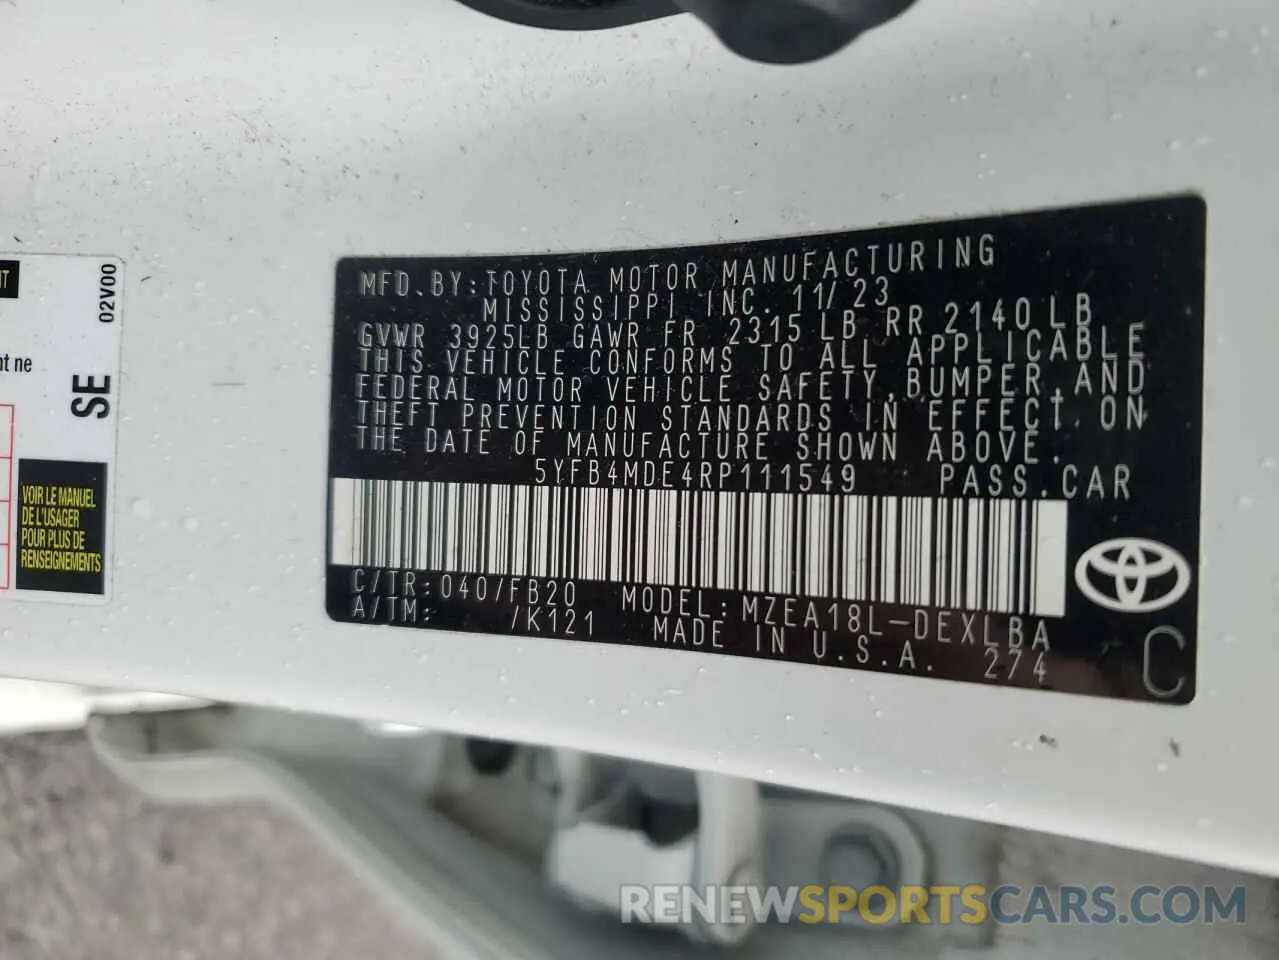 MFD. BY: TOYOTA MOTOR MANUFACTURING
MISSISSIPPI INC. 11/23
GVWR 3925LB GAWR FR 2315 LB RR 2140 LB
THIS VEHICLE CONFORMS TO ALL APPLICABLE
FEDERAL MOTOR VEHICLE SAFETY, BUMPER, AND
THEFT PREVENTION STANDARDS IN EFFECT ON
THE DATE OF MANUFACTURE SHOWN ABOVE.
5YFB4MDE4RP111549 PASS. CAR
C/TR: 040/FB20 MODEL: MZEA18L-DEXLBA
A/TM: /K121 MADE IN U.S.A. 274
C
02V00
nt ne
SE
VOIR LE MANUEL
DE L'USAGER
POUR PLUS DE
RENSEIGNEMENTS
RENEWSPORTSCARS.COM